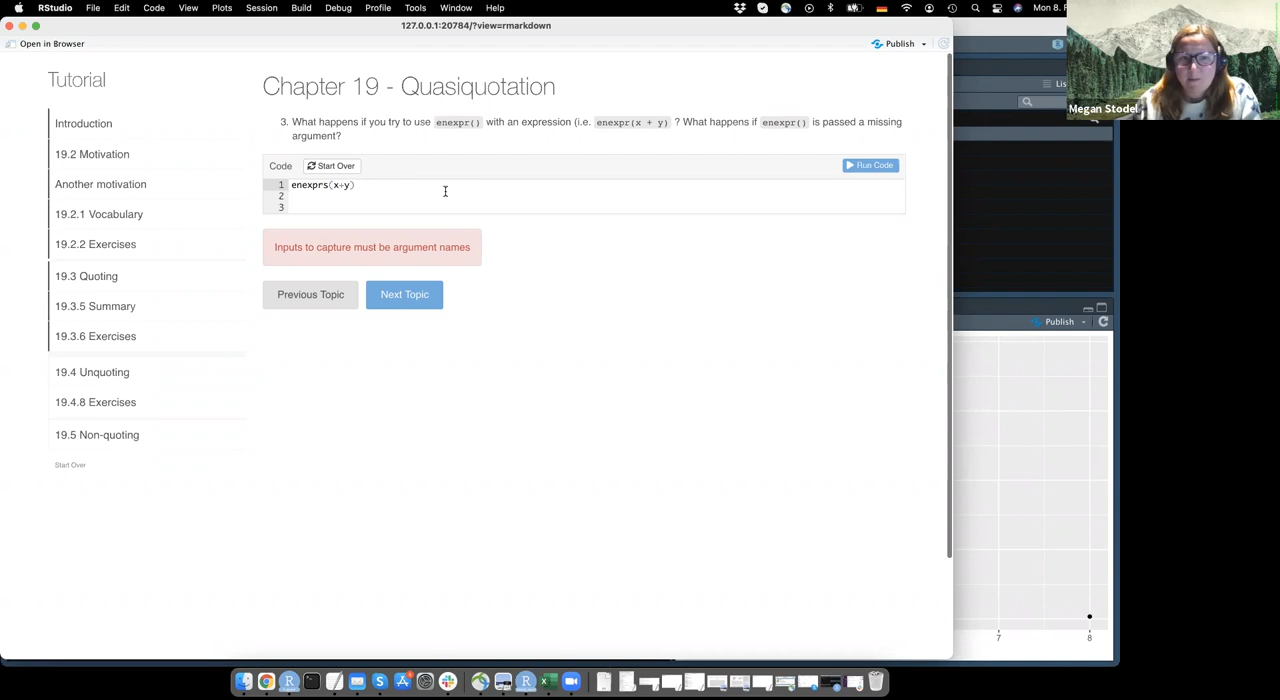 RStudio File Edit Code View Plots Session Build Debug Profile Tools Window Help Mon 8.
127.0.0.1:20784/?view=rmarkdown
Open in Browser Publish
Tutorial
Introduction
19.2 Motivation
Another motivation
19.2.1 Vocabulary
19.2.2 Exercises
19.3 Quoting
19.3.5 Summary
19.3.6 Exercises
19.4 Unquoting
19.4.8 Exercises
19.5 Non-quoting
Start Over
Chapter 19 - Quasiquotation
3. What happens if you try to use enexpr() with an expression (i.e. enexpr(x + y) ? What happens if enexpr() is passed a missing
argument?
Code Start Over Run Code
1 enexprs(x+y)
2
3
Inputs to capture must be argument names
Previous Topic Next Topic
Megan Stodel
Publish
7 8